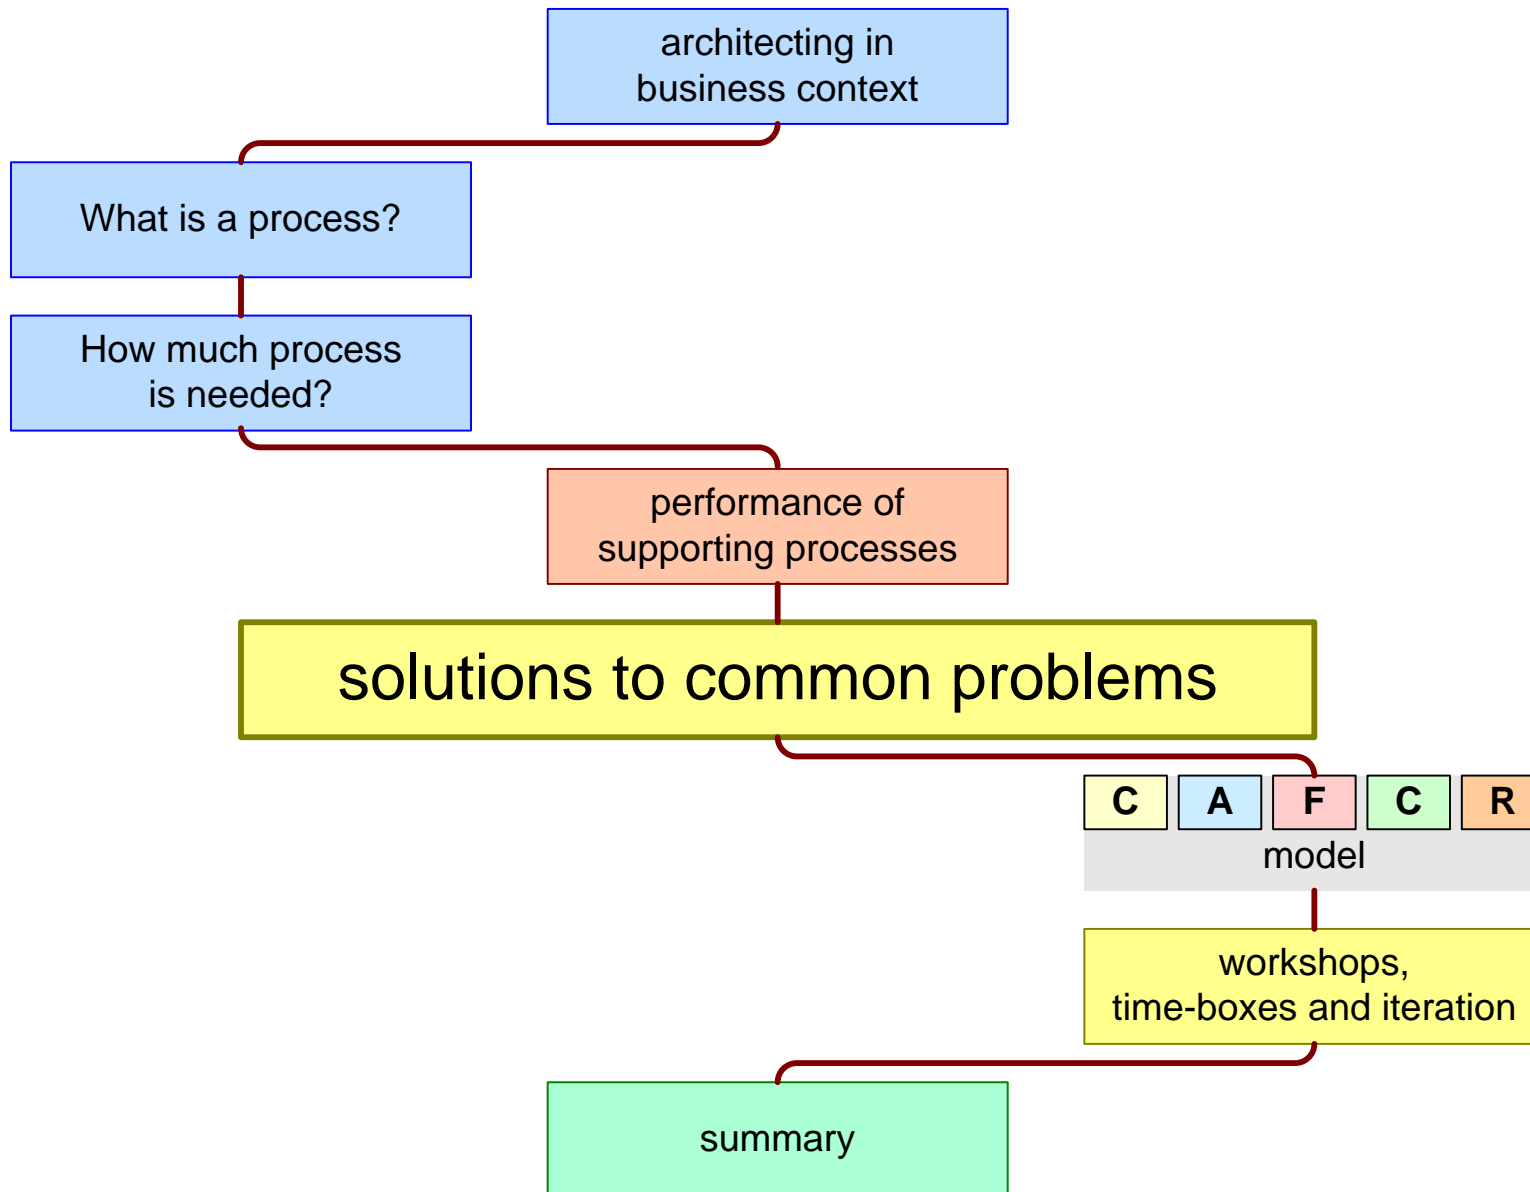 architecting in
business context
What is a process?
How much process
is needed?
performance of
supporting processes
solutions to common problems
C A F C R
model
workshops,
time-boxes and iteration
summary